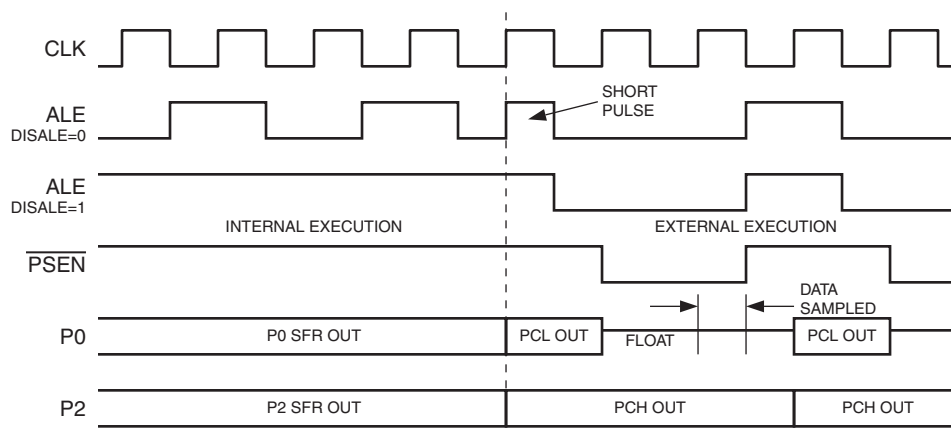 CLK
ALE
DISALE=0
SHORT
PULSE
ALE
DISALE=1
INTERNAL EXECUTION
EXTERNAL EXECUTION
PSEN
DATA
SAMPLED
P0
P0 SFR OUT
PCL OUT
FLOAT
PCL OUT
P2
P2 SFR OUT
PCH OUT
PCH OUT